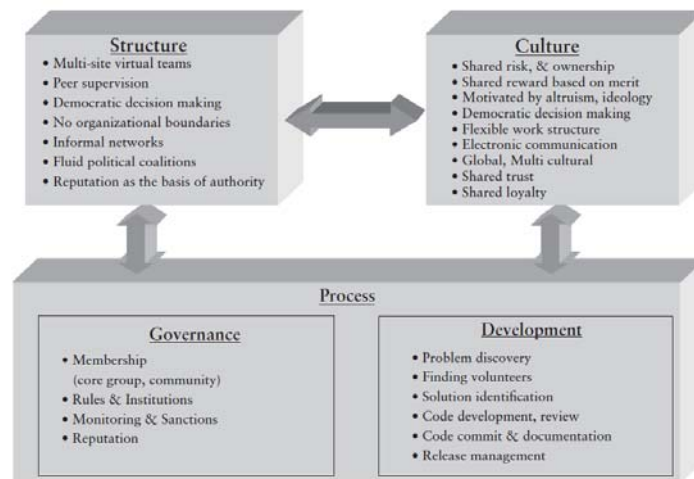 Structure
• Multi-site virtual teams
• Peer supervision
• Democratic decision making
• No organizational boundaries
• Informal networks
• Fluid political coalitions
• Reputation as the basis of authority
Culture
• Shared risk, & ownership
• Shared reward based on merit
• Motivated by altruism, ideology
• Democratic decision making
• Flexible work structure
• Electronic communication
• Global, Multi cultural
• Shared trust
• Shared loyalty
Process
Governance
• Membership
(core group, community)
• Rules & Institutions
• Monitoring & Sanctions
• Reputation
Development
• Problem discovery
• Finding volunteers
• Solution identification
• Code development, review
• Code commit & documentation
• Release management